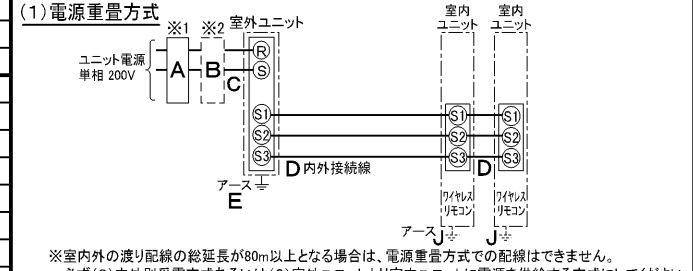 (1)電源重畳方式
※1 ※2 室外ユニット
室内ユニット 室内ユニット
ユニット電源
単相 200V
A B C
R
S
S1 S1 S1
S2 S2 S2
S3 S3 D S3
D 内外接続線
アース
E
ワイヤレス ワイヤレス
リモコン リモコン
アース J J
※室内外の渡り配線の総延長が80m以上となる場合は、電源重畳方式での配線はできません。